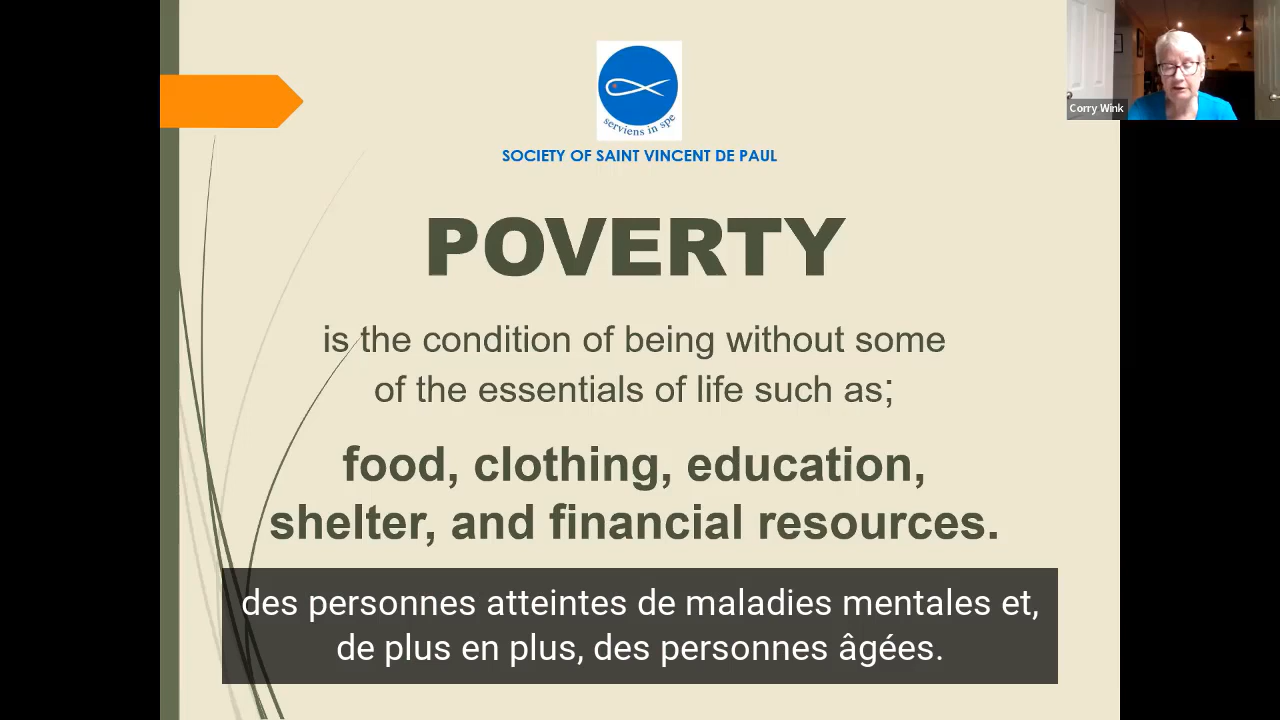 serviens in spe
SOCIETY OF SAINT VINCENT DE PAUL
Corry Wink
POVERTY
is the condition of being without some
of the essentials of life such as;
food, clothing, education,
shelter, and financial resources.
des personnes atteintes de maladies mentales et,
de plus en plus, des personnes âgées.